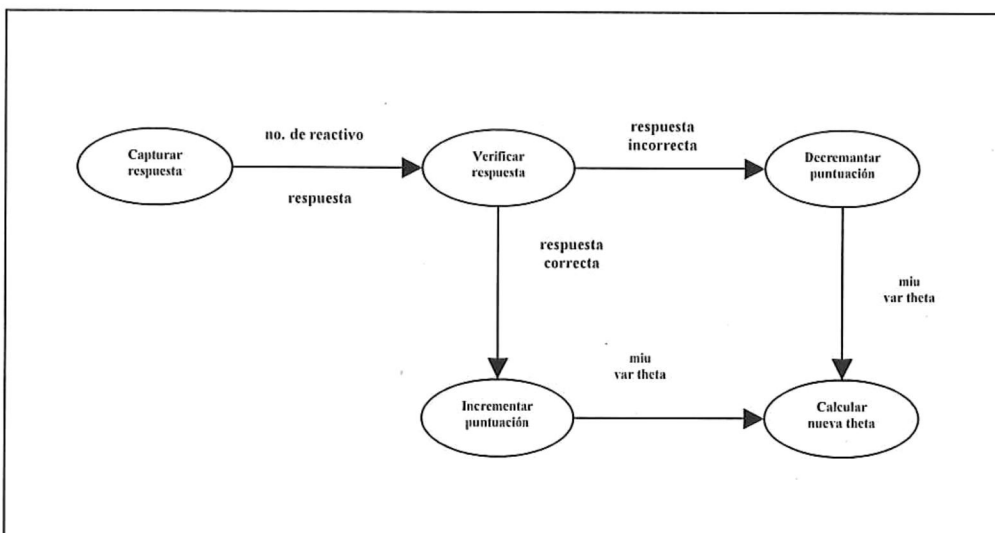 no. de reactivo
Capturar
respuesta
respuesta
Verificar
respuesta
respuesta
incorrecta
Decremantar
puntuación
respuesta
correcta
miu
var theta
miu
var theta
Incrementar
puntuación
Calcular
nueva theta